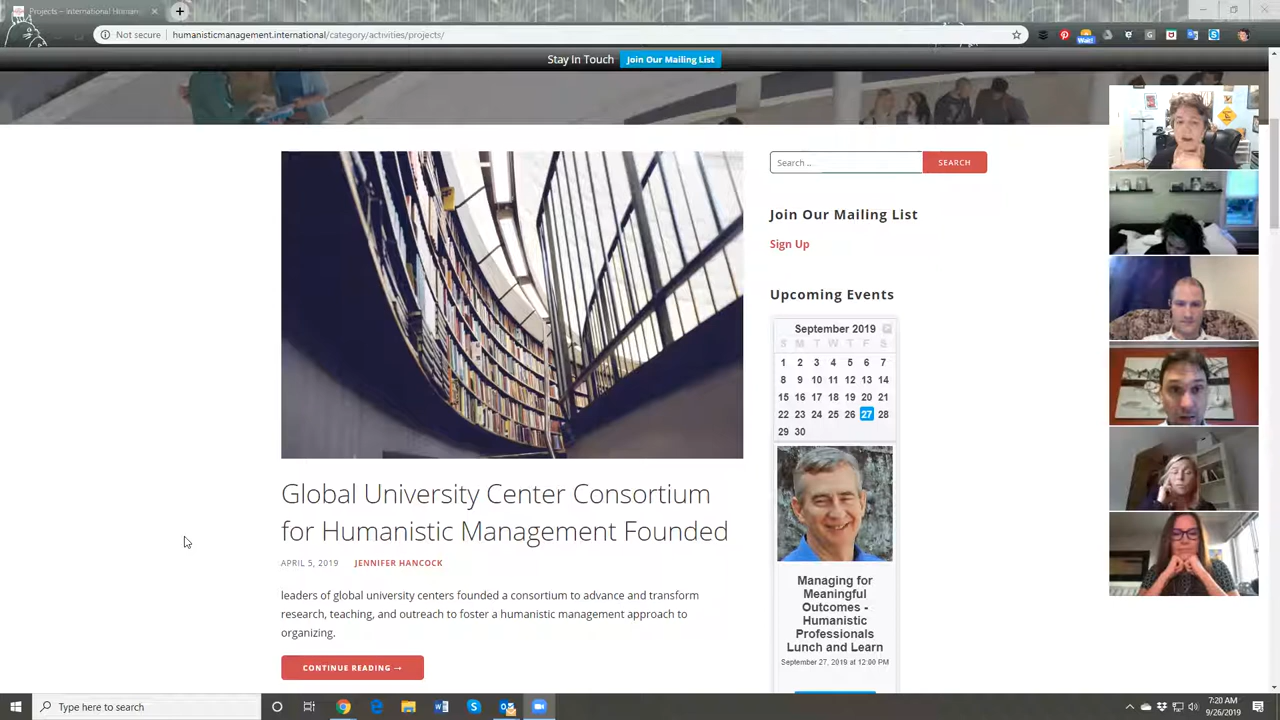 Projects – International Human
Not secure
humanisticmanagement.international/category/activities/projects/
Stay In Touch
Join Our Mailing List
Search ..
SEARCH
Join Our Mailing List
Sign Up
Upcoming Events
September 2019
S M T W T F S
1 2 3 4 5 6 7
8 9 10 11 12 13 14
15 16 17 18 19 20 21
22 23 24 25 26 27 28
29 30
Managing for
Meaningful
Outcomes -
Humanistic
Professionals
Lunch and Learn
September 27, 2019 at 12:00 PM
Global University Center Consortium
for Humanistic Management Founded
APRIL 5, 2019
JENNIFER HANCOCK
leaders of global university centers founded a consortium to advance and transform
research, teaching, and outreach to foster a humanistic management approach to
organizing.
CONTINUE READING →
Type here to search
7:20 AM
9/26/2019